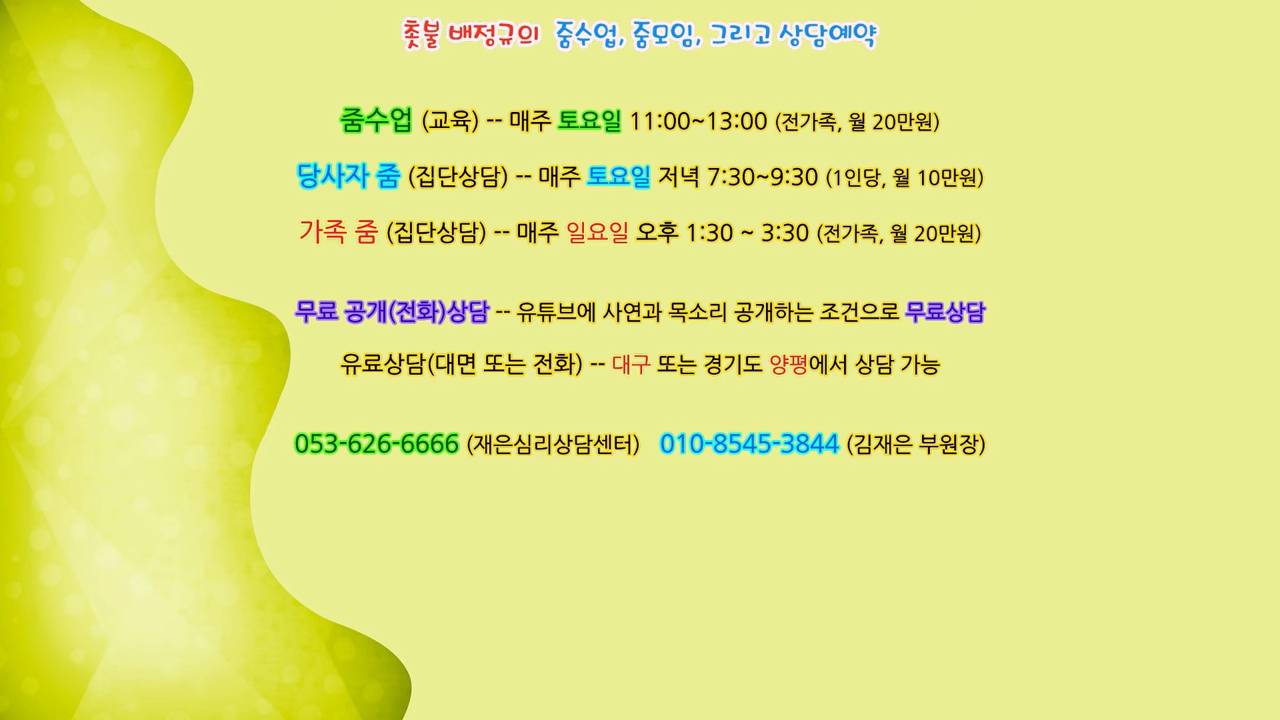 촛불 배정규의 줌수업, 줌모임, 그리고 상담예약
줌수업 (교육) -- 매주 토요일 11:00~13:00 (전가족, 월 20만원)
당사자 줌 (집단상담) -- 매주 토요일 저녁 7:30~9:30 (1인당, 월 10만원)
가족 줌 (집단상담) -- 매주 일요일 오후 1:30 ~ 3:30 (전가족, 월 20만원)
무료 공개(전화)상담 -- 유튜브에 사연과 목소리 공개하는 조건으로 무료상담
유료상담(대면 또는 전화) -- 대구 또는 경기도 양평에서 상담 가능
053-626-6666 (재은심리상담센터) 010-8545-3844 (김재은 부원장)